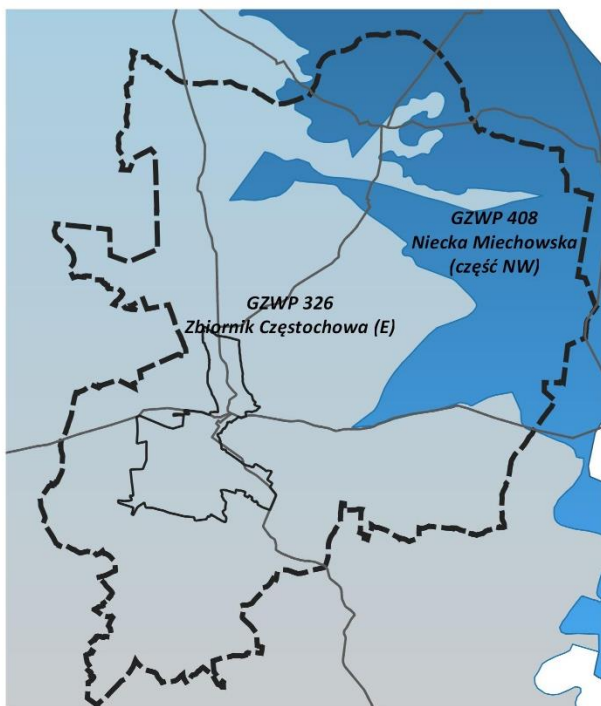 GZWP 408
Niecka Miechowska
(część NW)
GZWP 326
Zbiornik Częstochowa (E)